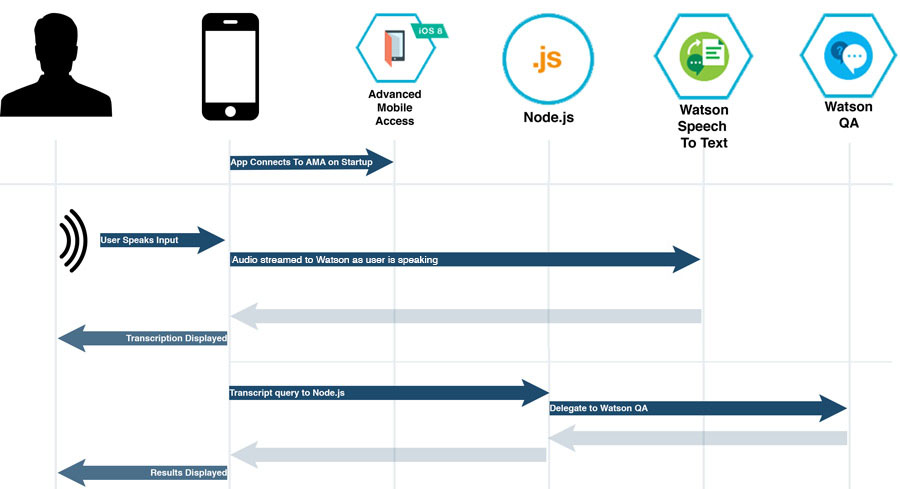 iOS 8
.js
Advanced
Mobile
Access
Node.js
Watson
Speech
To Text
Watson
QA
App Connects To AMA on Startup
User Speaks Input
Audio streamed to Watson as user is speaking
Transcription Displayed
Transcript query to Node.js
Delegate to Watson QA
Results Displayed